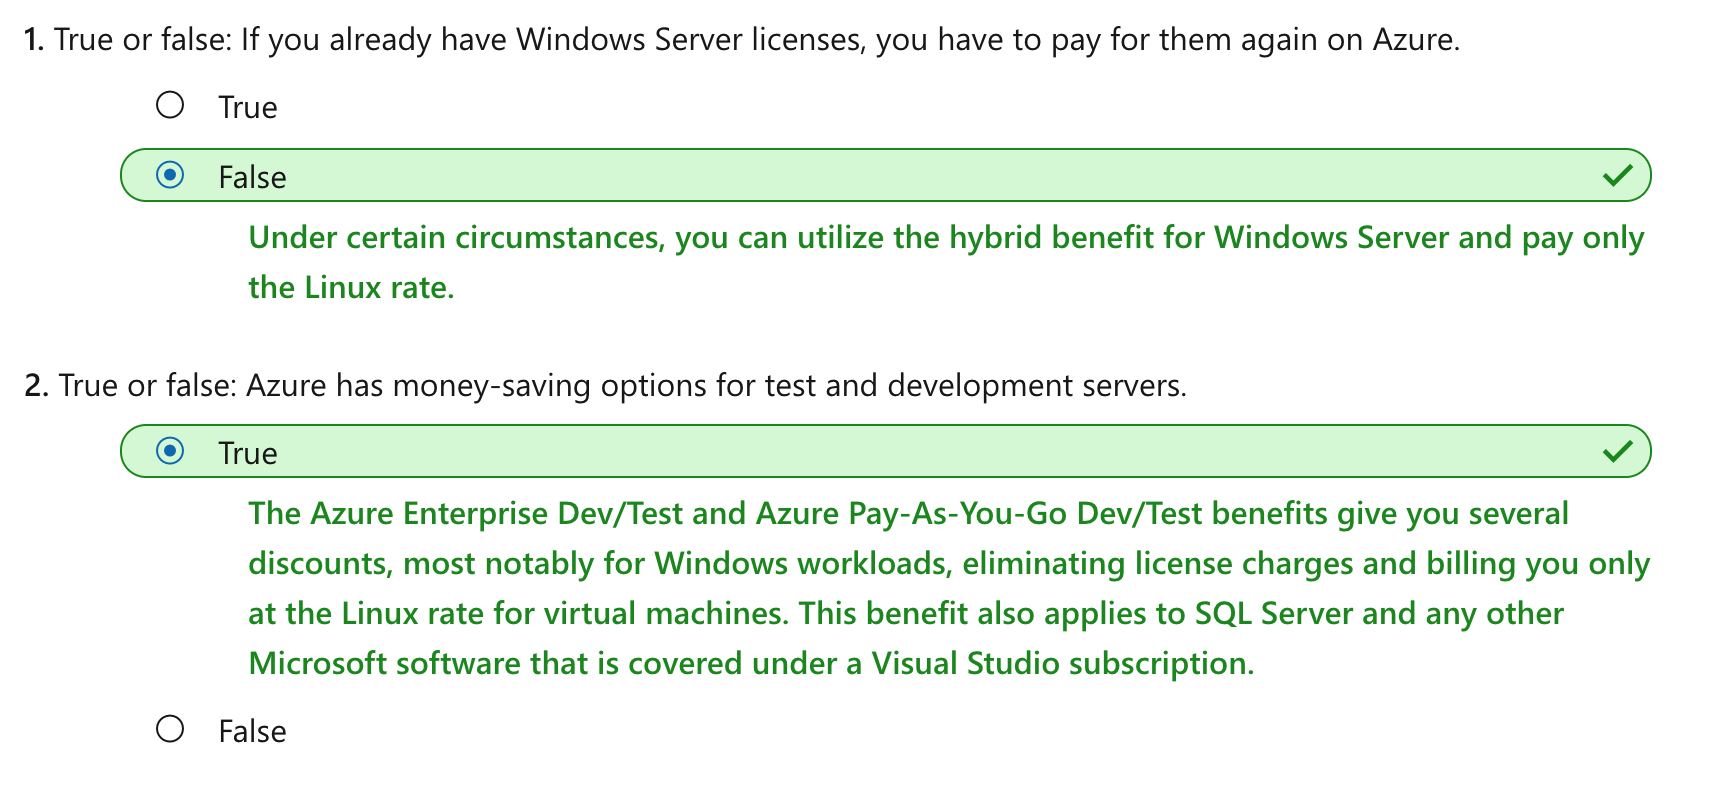 1. True or false: If you already have Windows Server licenses, you have to pay for them again on Azure.
True
False
Under certain circumstances, you can utilize the hybrid benefit for Windows Server and pay only
the Linux rate.
2. True or false: Azure has money-saving options for test and development servers.
True
The Azure Enterprise Dev/Test and Azure Pay-As-You-Go Dev/Test benefits give you several
discounts, most notably for Windows workloads, eliminating license charges and billing you only
at the Linux rate for virtual machines. This benefit also applies to SQL Server and any other
Microsoft software that is covered under a Visual Studio subscription.
False